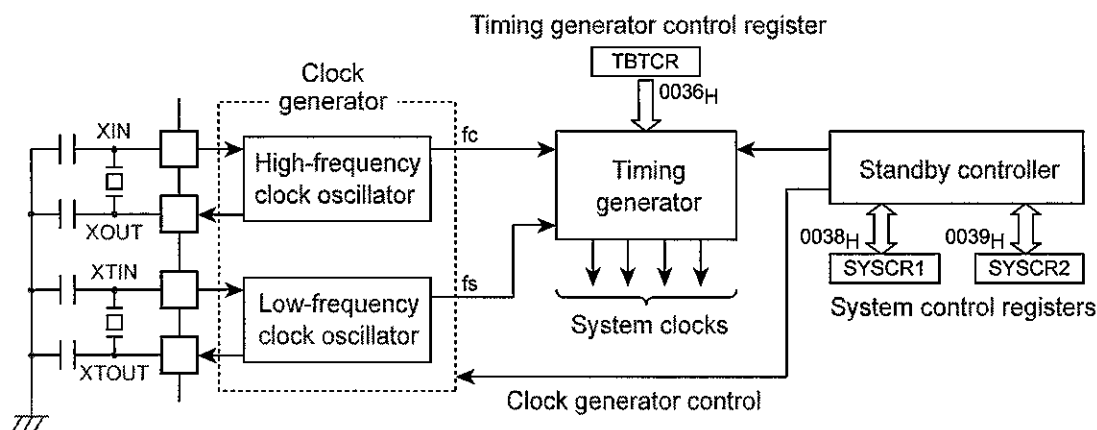 Timing generator control register
TBTCR
0036H
Clock
generator
XIN
fc
High-frequency
clock oscillator
Timing
generator
Standby controller
XOUT
0038H
0039H
SYSCR1
SYSCR2
XTIN
fs
Low-frequency
clock oscillator
System clocks
System control registers
XTOUT
Clock generator control